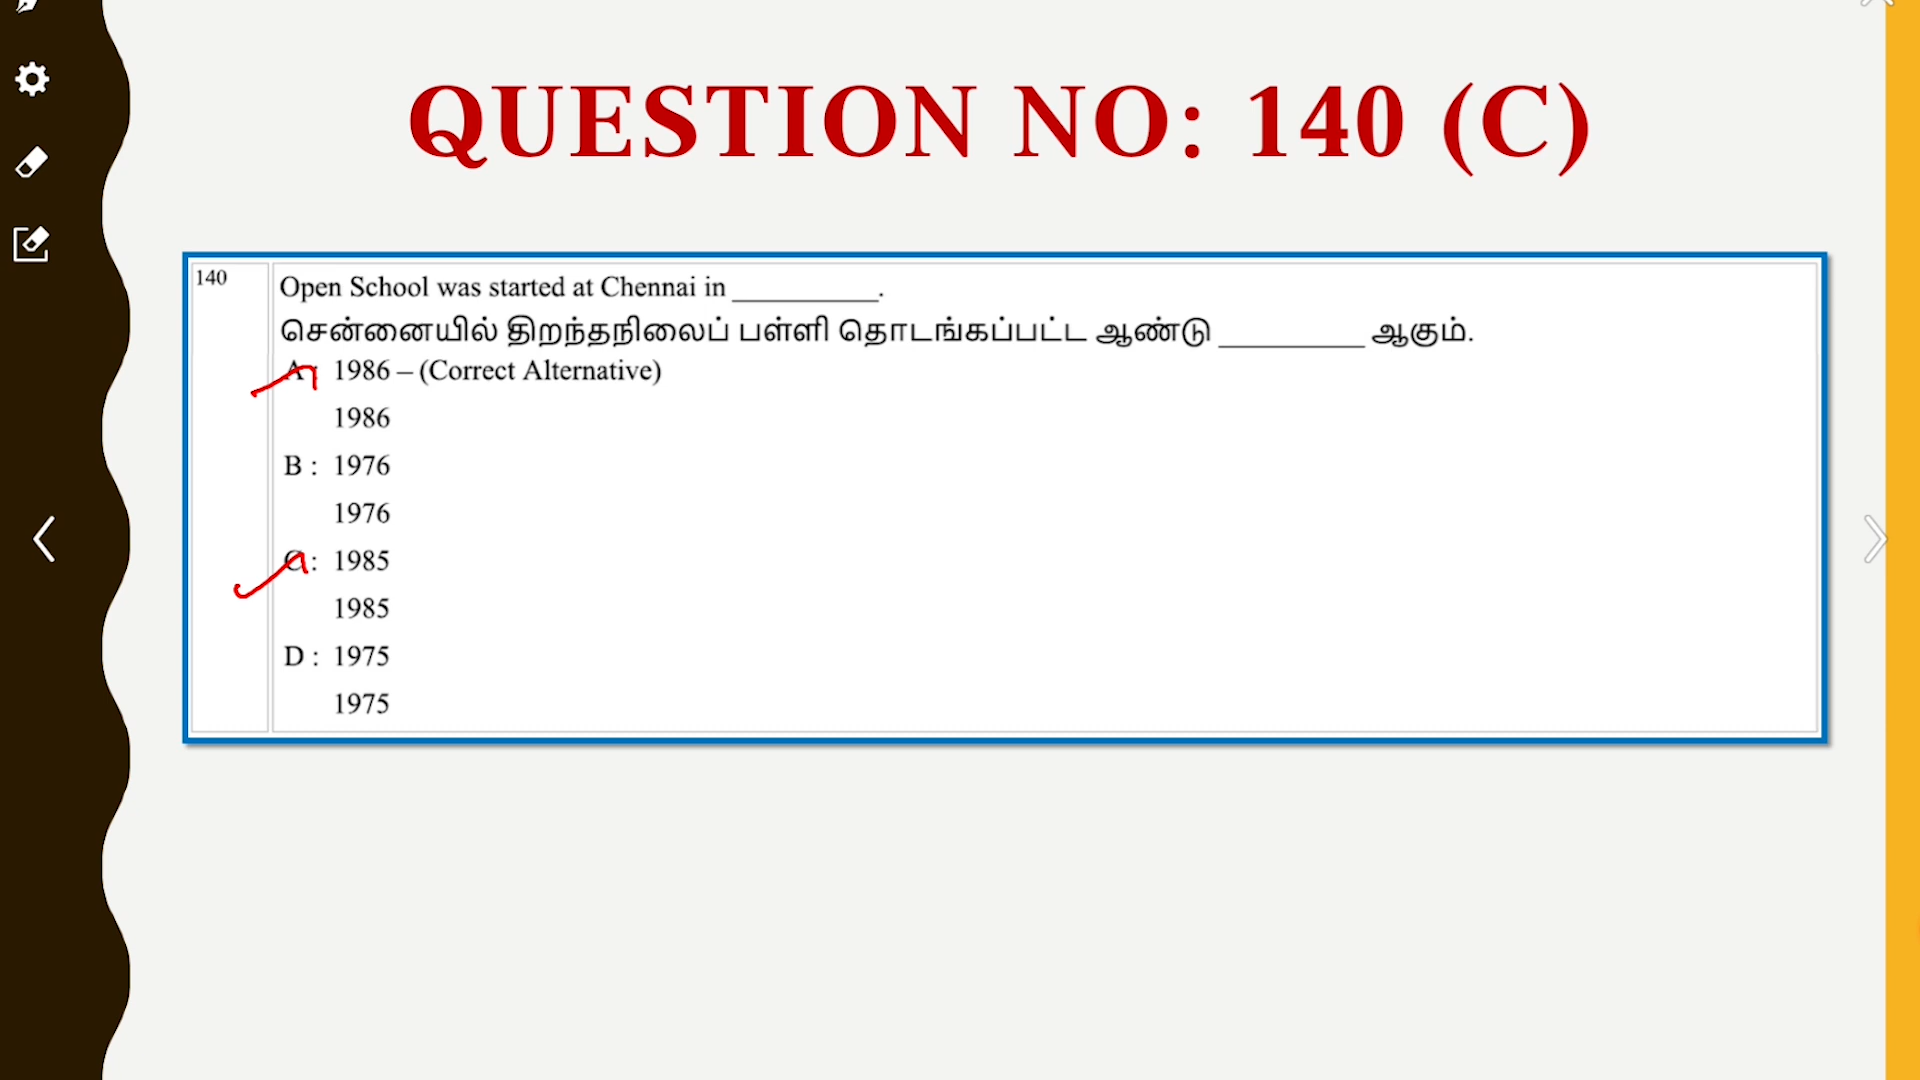 QUESTION NO: 140 (C)
140
Open School was started at Chennai in __________.
சென்னையில் திறந்தநிலைப் பள்ளி தொடங்கப்பட்ட ஆண்டு __________ ஆகும்.
A : 1986 – (Correct Alternative)
1986
B : 1976
1976
C : 1985
1985
D : 1975
1975